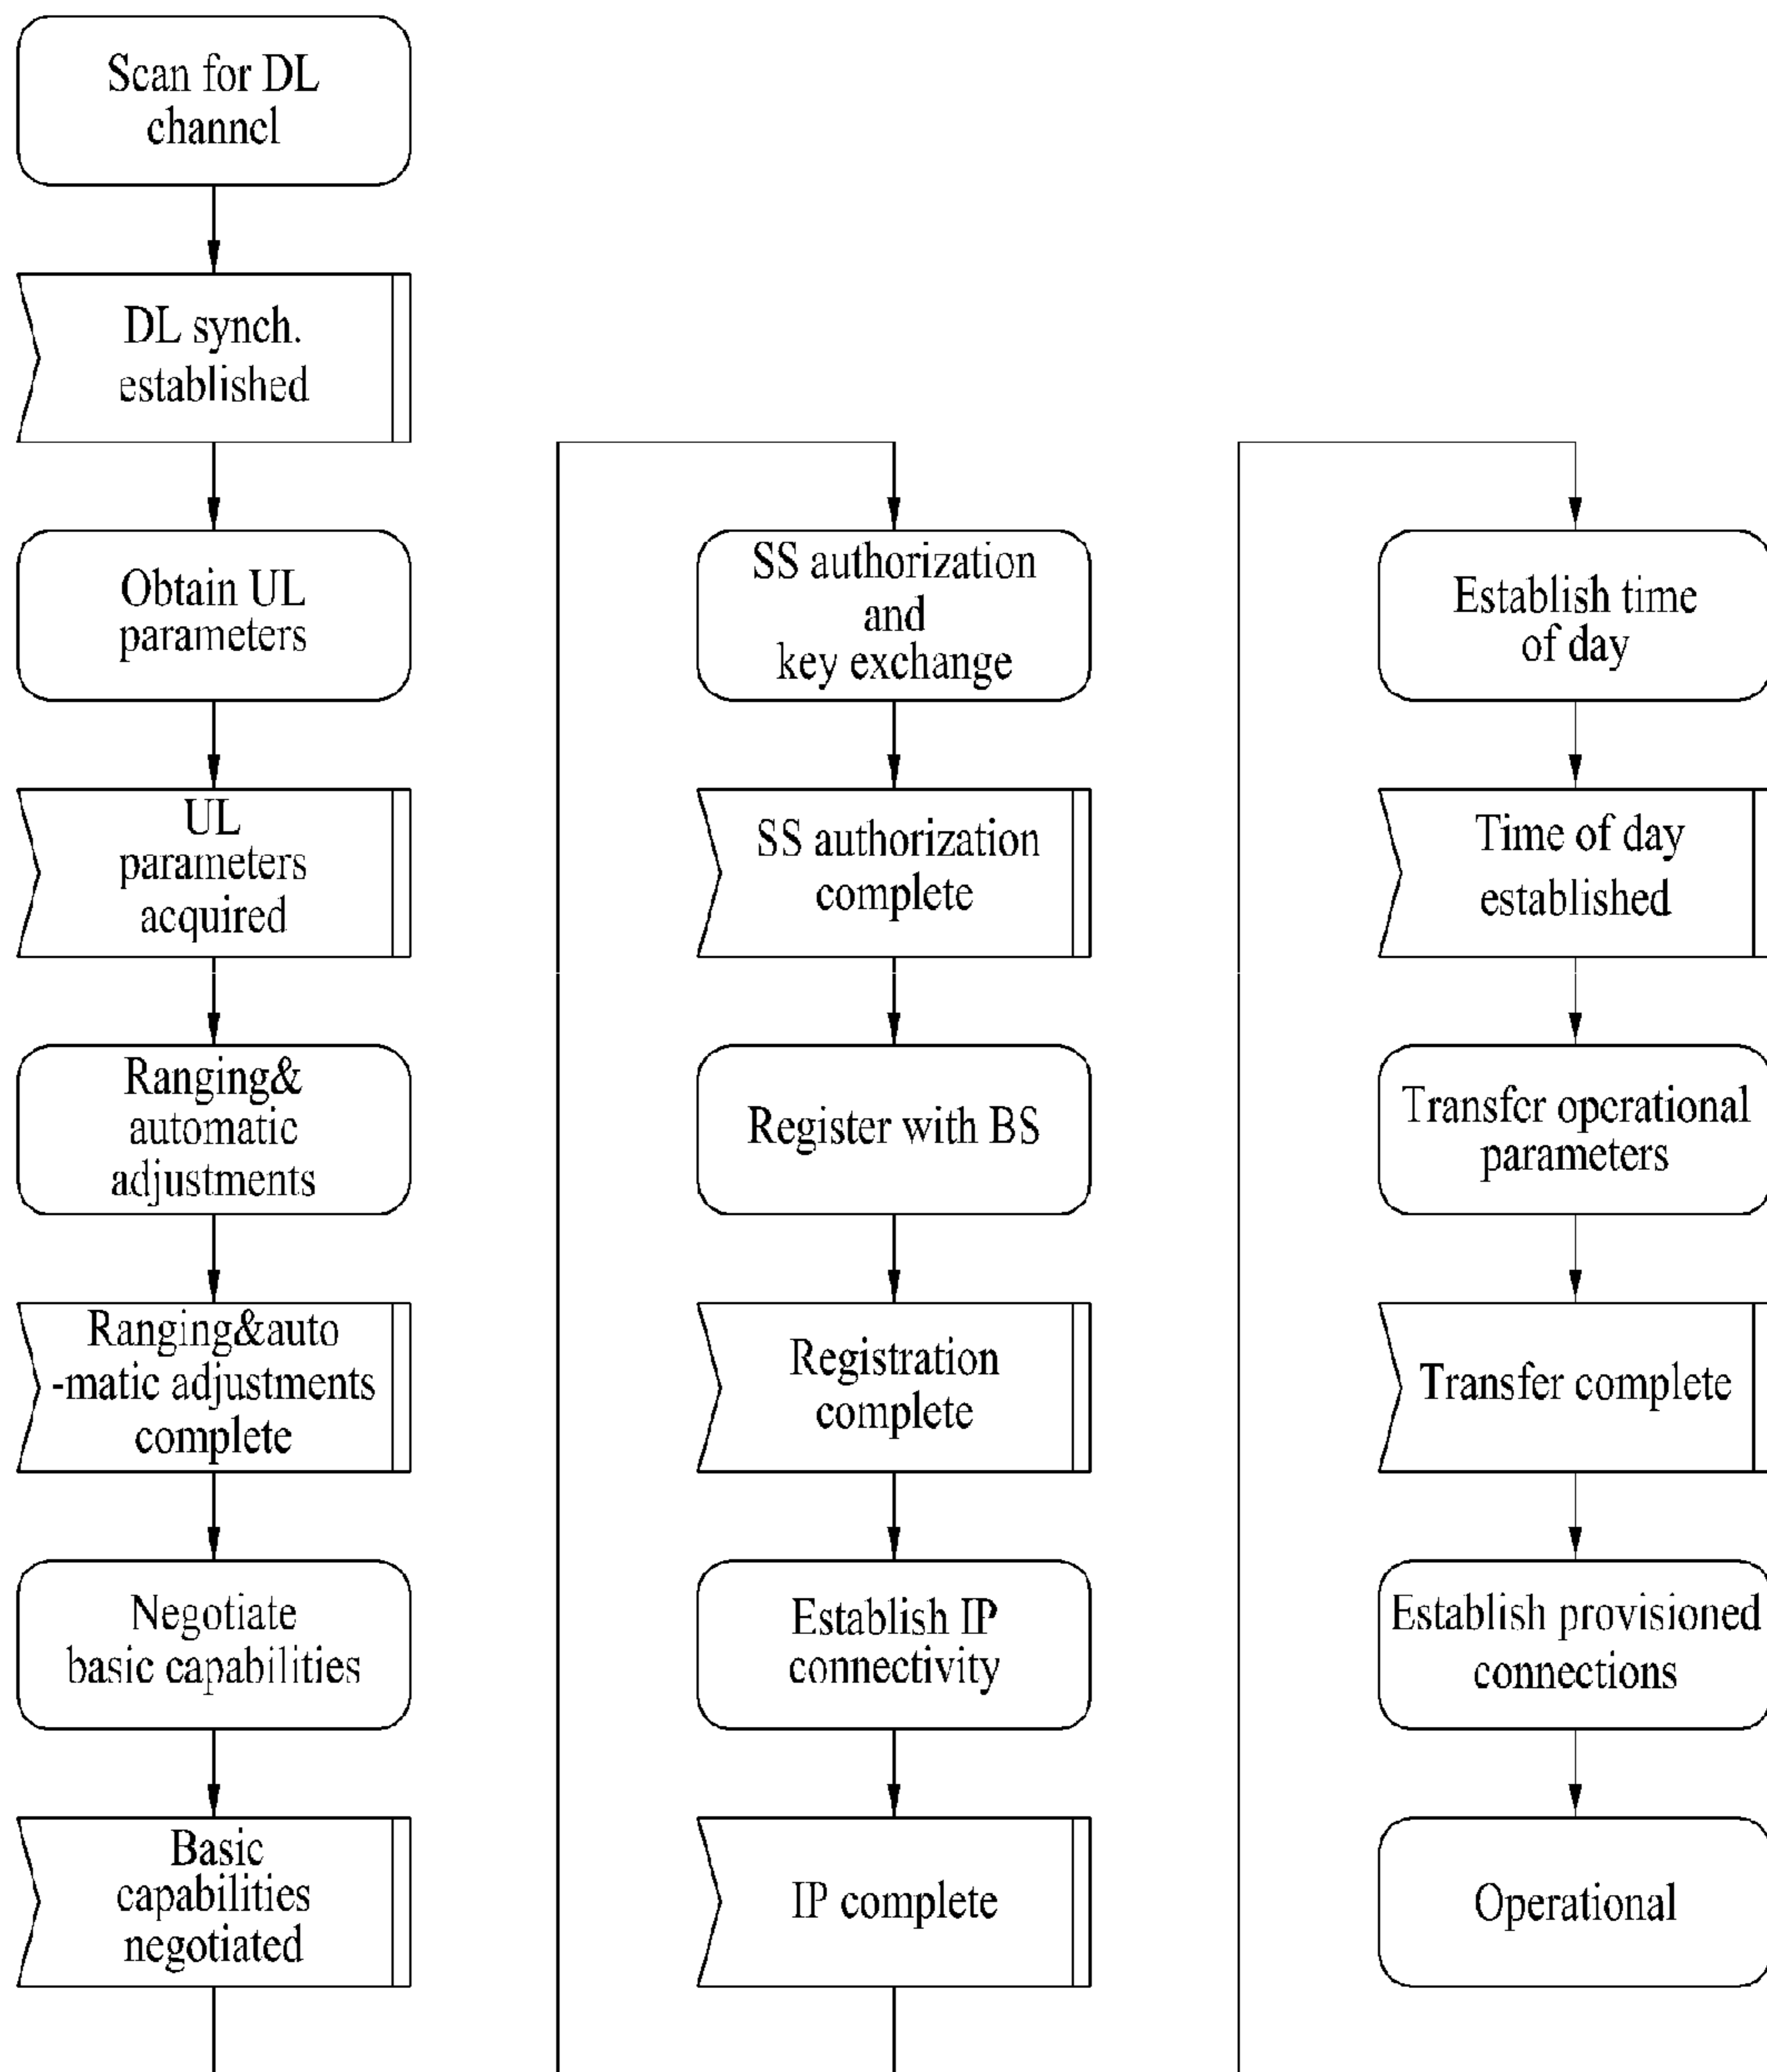 Scan for DL
channel
DL synch.
established
Obtain UL
parameters
UL
parameters
acquired
Ranging&
automatic
adjustments
Ranging&auto
-matic adjustments
complete
Negotiate
basic capabilities
Basic
capabilities
negotiated
SS authorization
and
key exchange
SS authorization
complete
Register with BS
Registration
complete
Establish IP
connectivity
IP complete
Establish time
of day
Time of day
established
Transfer operational
parameters
Transfer complete
Establish provisioned
connections
Operational